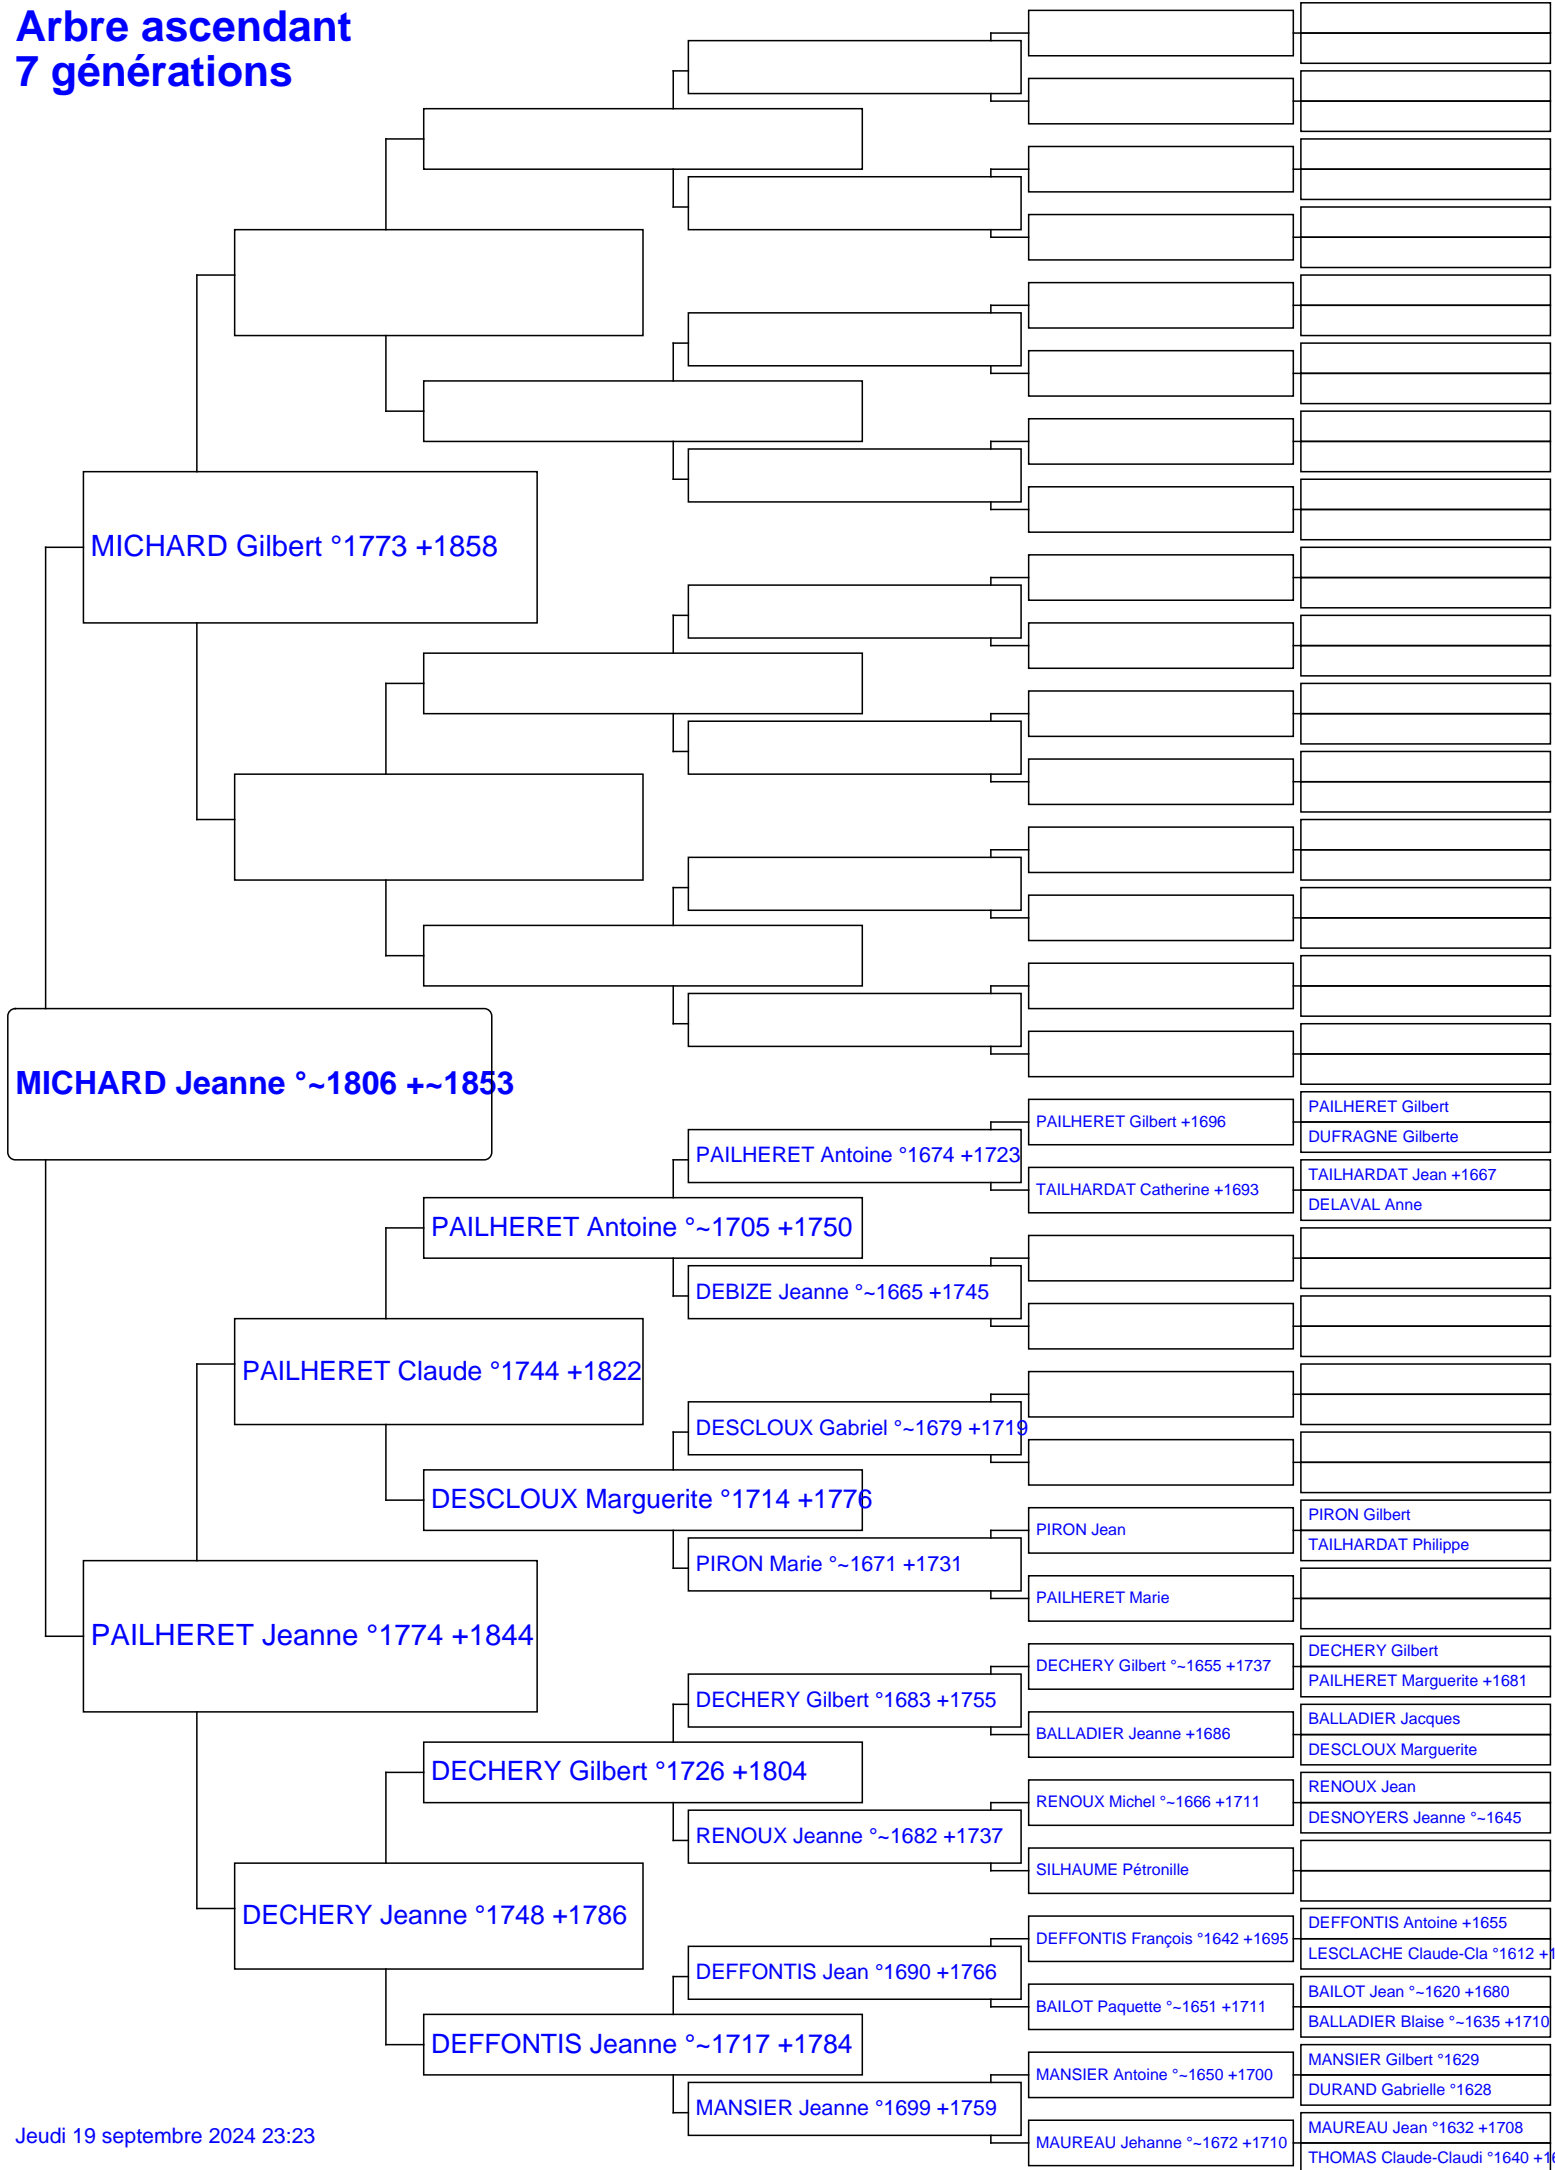 Arbre ascendant
7 générations
MICHARD Gilbert °1773 +1858
MICHARD Jeanne °~1806 +~1853
PAILHERET Gilbert
PAILHERET Gilbert +1696
DUFRAGNE Gilberte
PAILHERET Antoine °1674 +1723
TAILHARDAT Jean +1667
TAILHARDAT Catherine +1693
DELAVAL Anne
PAILHERET Antoine °~1705 +1750
DEBIZE Jeanne °~1665 +1745
PAILHERET Claude °1744 +1822
DESCLOUX Gabriel °~1679 +1719
DESCLOUX Marguerite °1714 +1776
PIRON Gilbert
PIRON Jean
TAILHARDAT Philippe
PIRON Marie °~1671 +1731
PAILHERET Marie
PAILHERET Jeanne °1774 +1844
DECHERY Gilbert
DECHERY Gilbert °~1655 +1737
PAILHERET Marguerite +1681
DECHERY Gilbert °1683 +1755
BALLADIER Jacques
BALLADIER Jeanne +1686
DESCLOUX Marguerite
DECHERY Gilbert °1726 +1804
RENOUX Jean
RENOUX Michel °~1666 +1711
DESNOYERS Jeanne °~1645
RENOUX Jeanne °~1682 +1737
SILHAUME Pétronille
DECHERY Jeanne °1748 +1786
DEFFONTIS Antoine +1655
DEFFONTIS François °1642 +1695
LESCLACHE Claude-Cla °1612
DEFFONTIS Jean °1690 +1766
BAILOT Jean °~1620 +1680
BAILOT Paquette °~1651 +1711
BALLADIER Blaise °~1635 +1710
DEFFONTIS Jeanne °~1717 +1784
MANSIER Gilbert °1629
MANSIER Antoine °~1650 +1700
DURAND Gabrielle °1628
MANSIER Jeanne °1699 +1759
MAUREAU Jean °1632 +1708
MAUREAU Jehanne °~1672 +1710
THOMAS Claude-Claudi °1640
Jeudi 19 septembre 2024 23:23